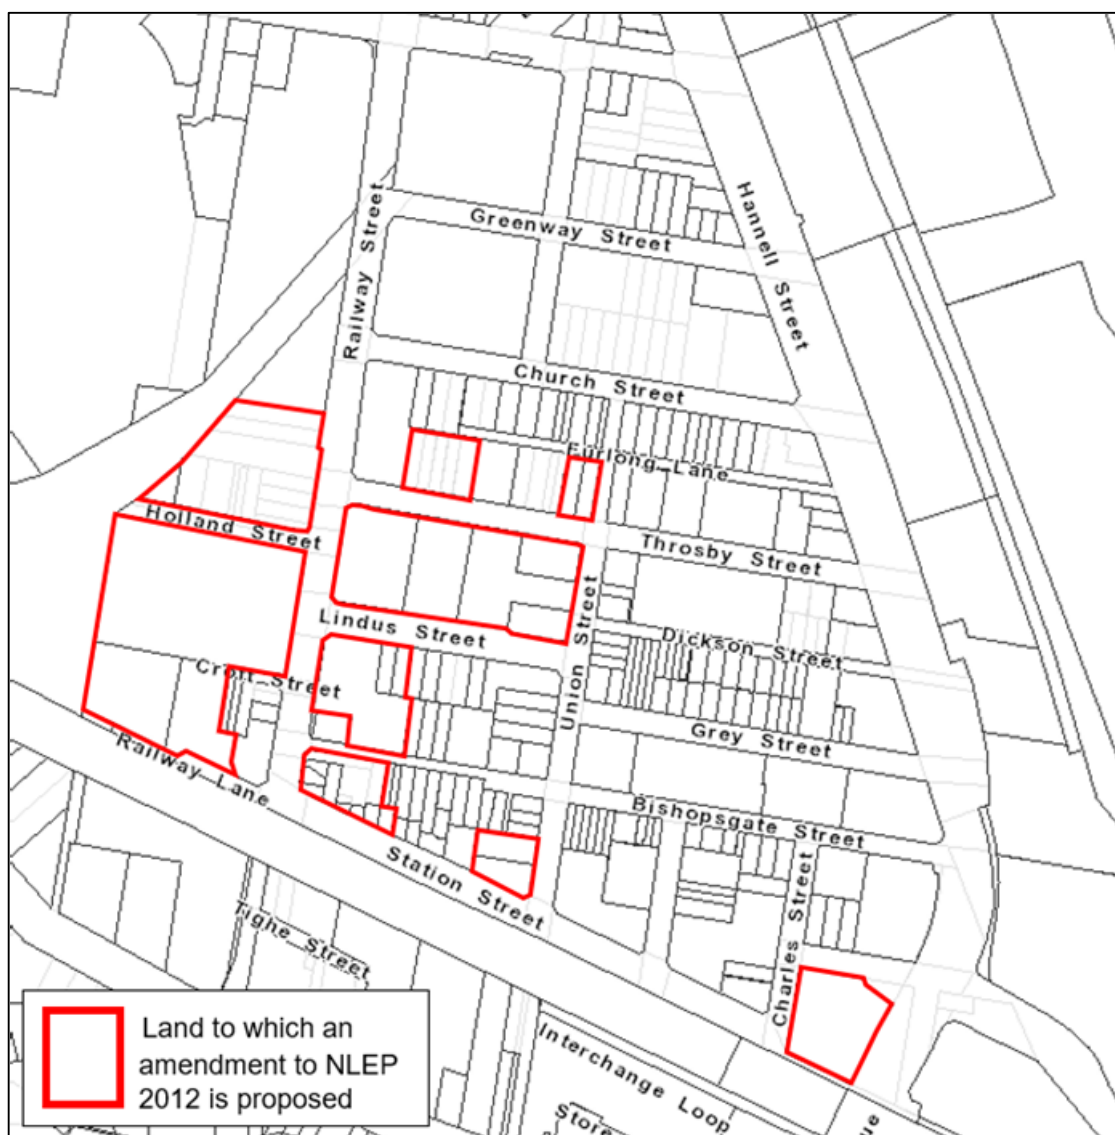 Hannell Street
Railway Street
Greenway Street
Church Street
Furlong Lane
Holland Street
Throsby Street
Lindus Street
Union Street
Dickson Street
Croft Street
Grey Street
Railway Lane
Bishopsgate Street
Station Street
Charles Street
Tighe Street
Interchange Loop
Store
ue
Land to which an
amendment to NLEP
2012 is proposed